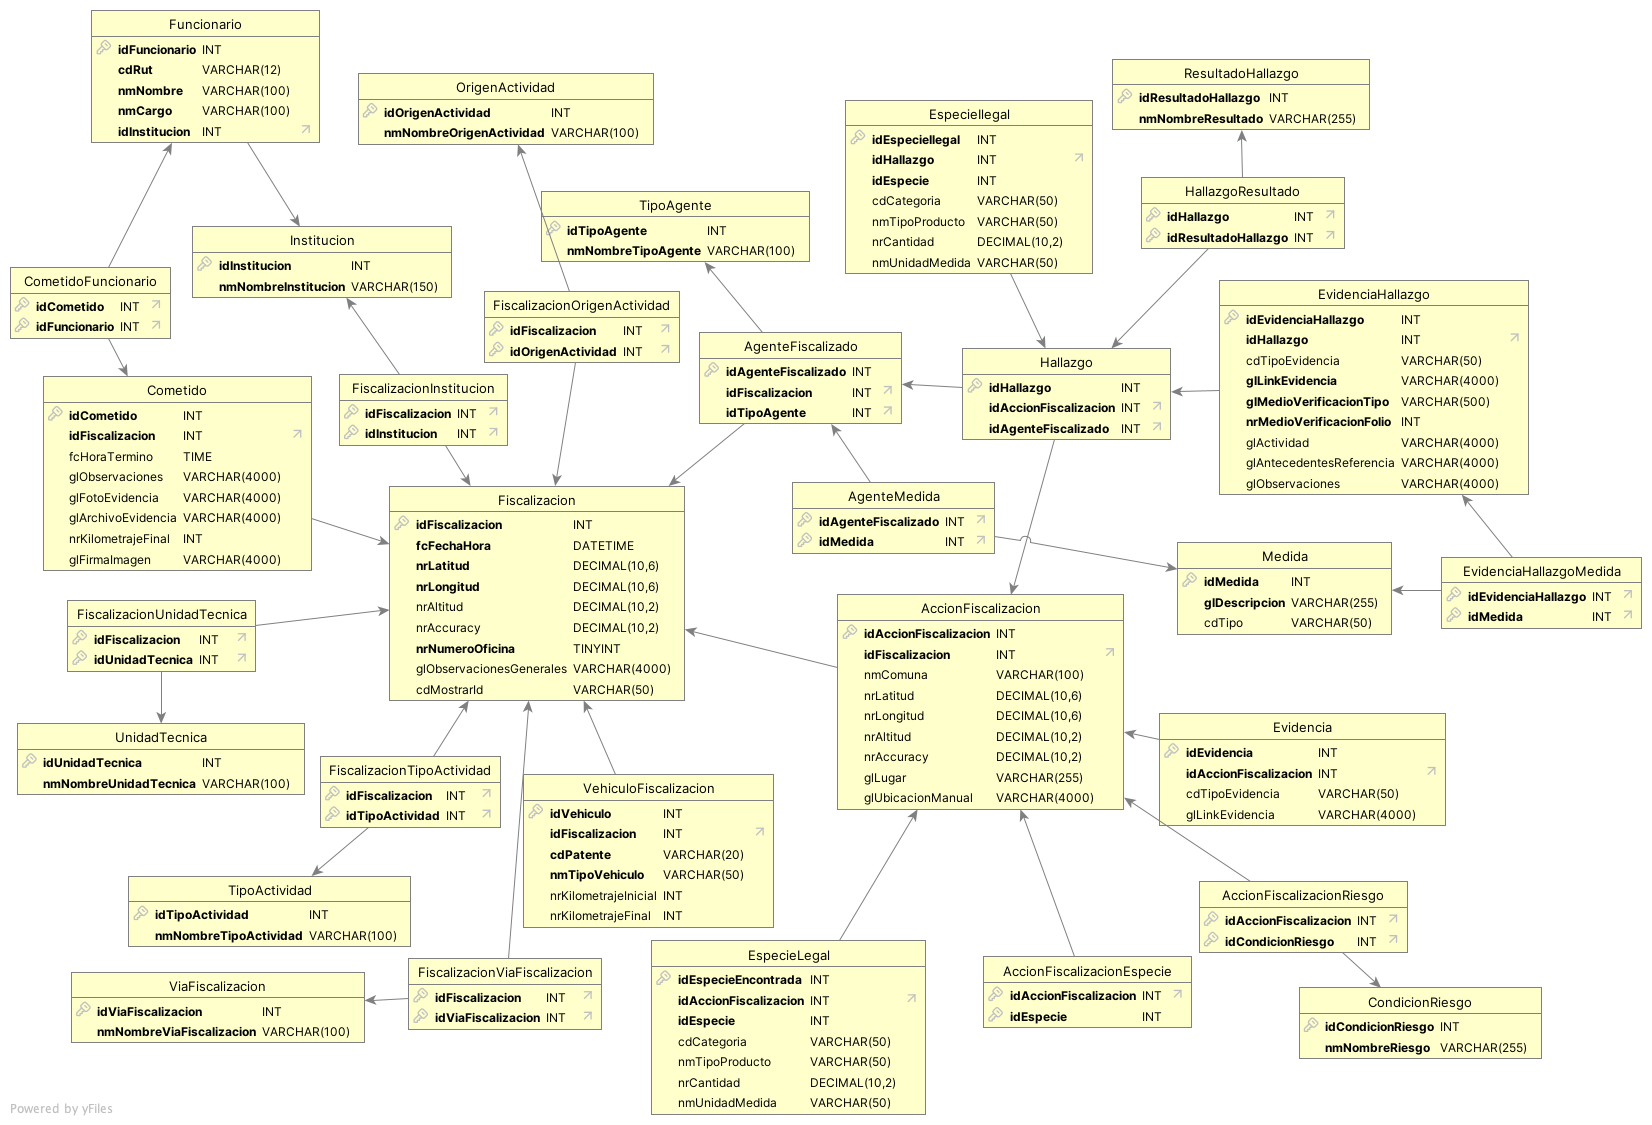 Funcionario
idFuncionario INT
cdRut VARCHAR(12)
nmNombre VARCHAR(100)
nmCargo VARCHAR(100)
idInstitucion INT
OrigenActividad
idOrigenActividad INT
nmNombreOrigenActividad VARCHAR(100)
ResultadoHallazgo
idResultadoHallazgo INT
nmNombreResultado VARCHAR(255)
EspecieIlegal
idEspecieIlegal INT
idHallazgo INT
idEspecie INT
cdCategoria VARCHAR(50)
nmTipoProducto VARCHAR(50)
nrCantidad DECIMAL(10,2)
nmUnidadMedida VARCHAR(50)
HallazgoResultado
idHallazgo INT
idResultadoHallazgo INT
TipoAgente
idTipoAgente INT
nmNombreTipoAgente VARCHAR(100)
Institucion
idInstitucion INT
nmNombreInstitucion VARCHAR(150)
CometidoFuncionario
idCometido INT
idFuncionario INT
FiscalizacionOrigenActividad
idFiscalizacion INT
idOrigenActividad INT
EvidenciaHallazgo
idEvidenciaHallazgo INT
idHallazgo INT
cdTipoEvidencia VARCHAR(50)
glLinkEvidencia VARCHAR(4000)
glMedioVerificacionTipo VARCHAR(500)
nrMedioVerificacionFolio INT
glActividad VARCHAR(4000)
glAntecedentesReferencia VARCHAR(4000)
glObservaciones VARCHAR(4000)
AgenteFiscalizado
idAgenteFiscalizado INT
idFiscalizacion INT
idTipoAgente INT
Hallazgo
idHallazgo INT
idAccionFiscalizacion INT
idAgenteFiscalizado INT
Cometido
idCometido INT
idFiscalizacion INT
fcHoraTermino TIME
glObservaciones VARCHAR(4000)
glFotoEvidencia VARCHAR(4000)
glArchivoEvidencia VARCHAR(4000)
nrKilometrajeFinal INT
glFirmaImagen VARCHAR(4000)
FiscalizacionInstitucion
idFiscalizacion INT
idInstitucion INT
Fiscalizacion
idFiscalizacion INT
fcFechaHora DATETIME
nrLatitud DECIMAL(10,6)
nrLongitud DECIMAL(10,6)
nrAltitud DECIMAL(10,2)
nrAccuracy DECIMAL(10,2)
nrNumeroOficina TINYINT
glObservacionesGenerales VARCHAR(4000)
cdMostrarId VARCHAR(50)
AgenteMedida
idAgenteFiscalizado INT
idMedida INT
Medida
idMedida INT
glDescripcion VARCHAR(255)
cdTipo VARCHAR(50)
EvidenciaHallazgoMedida
idEvidenciaHallazgo INT
idMedida INT
FiscalizacionUnidadTecnica
idFiscalizacion INT
idUnidadTecnica INT
AccionFiscalizacion
idAccionFiscalizacion INT
idFiscalizacion INT
nmComuna VARCHAR(100)
nrLatitud DECIMAL(10,6)
nrLongitud DECIMAL(10,6)
nrAltitud DECIMAL(10,2)
nrAccuracy DECIMAL(10,2)
glLugar VARCHAR(255)
glUbicacionManual VARCHAR(4000)
UnidadTecnica
idUnidadTecnica INT
nmNombreUnidadTecnica VARCHAR(100)
Evidencia
idEvidencia INT
idAccionFiscalizacion INT
cdTipoEvidencia VARCHAR(50)
glLinkEvidencia VARCHAR(4000)
FiscalizacionTipoActividad
idFiscalizacion INT
idTipoActividad INT
VehiculoFiscalizacion
idVehiculo INT
idFiscalizacion INT
cdPatente VARCHAR(20)
nmTipoVehiculo VARCHAR(50)
nrKilometrajeInicial INT
nrKilometrajeFinal INT
TipoActividad
idTipoActividad INT
nmNombreTipoActividad VARCHAR(100)
AccionFiscalizacionRiesgo
idAccionFiscalizacion INT
idCondicionRiesgo INT
EspecieLegal
idEspecieEncontrada INT
idAccionFiscalizacion INT
idEspecie INT
cdCategoria VARCHAR(50)
nmTipoProducto VARCHAR(50)
nrCantidad DECIMAL(10,2)
nmUnidadMedida VARCHAR(50)
AccionFiscalizacionEspecie
idAccionFiscalizacion INT
idEspecie INT
ViaFiscalizacion
idViaFiscalizacion INT
nmNombreViaFiscalizacion VARCHAR(100)
FiscalizacionViaFiscalizacion
idFiscalizacion INT
idViaFiscalizacion INT
CondicionRiesgo
idCondicionRiesgo INT
nmNombreRiesgo VARCHAR(255)
Powered by yFiles